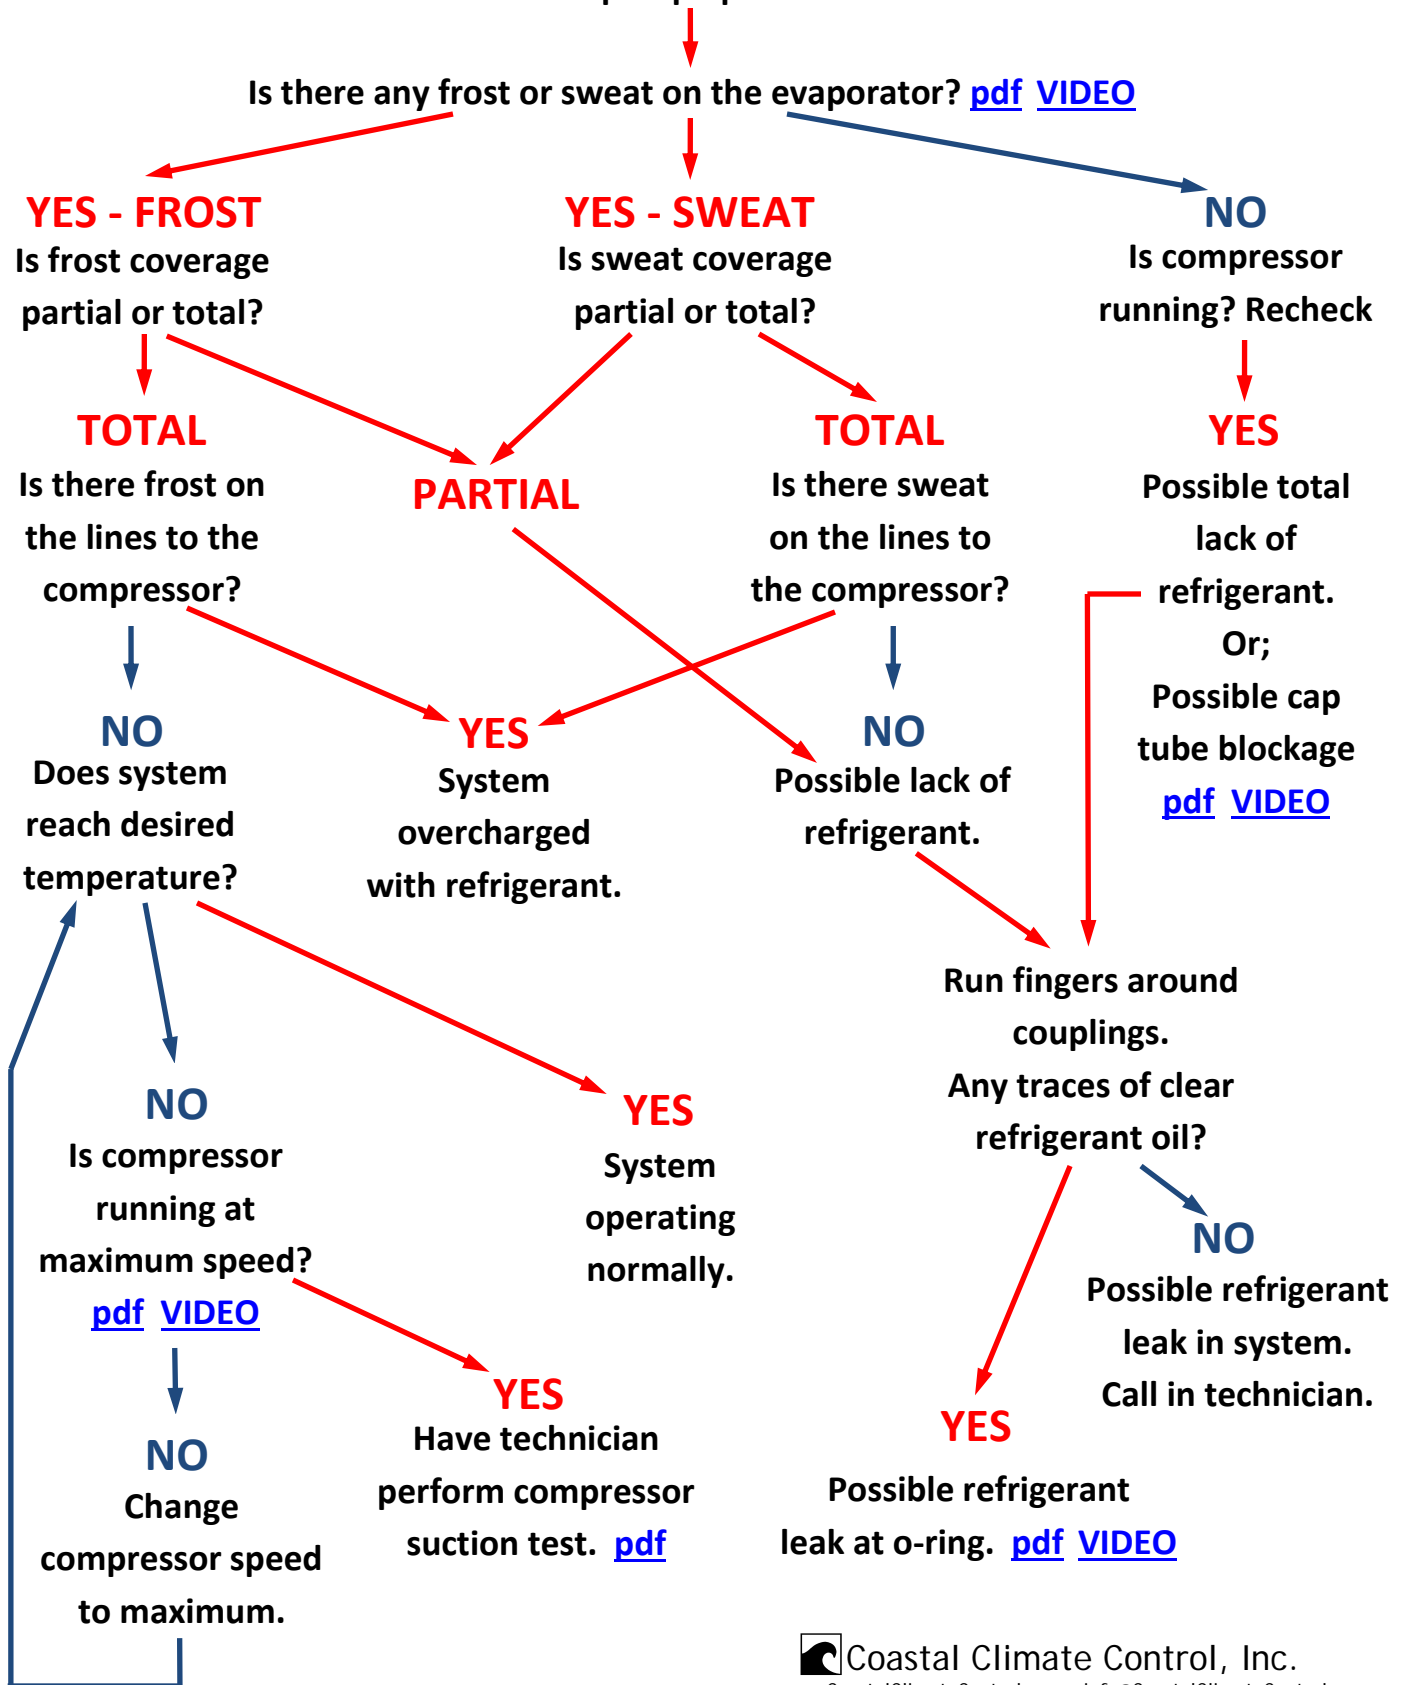 Is there any frost or sweat on the evaporator? pdf VIDEO
YES - FROST
Is frost coverage
partial or total?
YES - SWEAT
Is sweat coverage
partial or total?
NO
Is compressor
running? Recheck
TOTAL
Is there frost on
the lines to the
compressor?
PARTIAL
TOTAL
Is there sweat
on the lines to
the compressor?
YES
Possible total
lack of
refrigerant.
Or;
Possible cap
tube blockage
pdf VIDEO
NO
Does system
reach desired
temperature?
YES
System
overcharged
with refrigerant.
NO
Possible lack of
refrigerant.
Run fingers around
couplings.
Any traces of clear
refrigerant oil?
NO
Is compressor
running at
maximum speed?
pdf VIDEO
YES
System
operating
normally.
NO
Possible refrigerant
leak in system.
Call in technician.
YES
Have technician
perform compressor
suction test. pdf
YES
Possible refrigerant
leak at o-ring. pdf VIDEO
NO
Change
compressor speed
to maximum.
Coastal Climate Control, Inc.